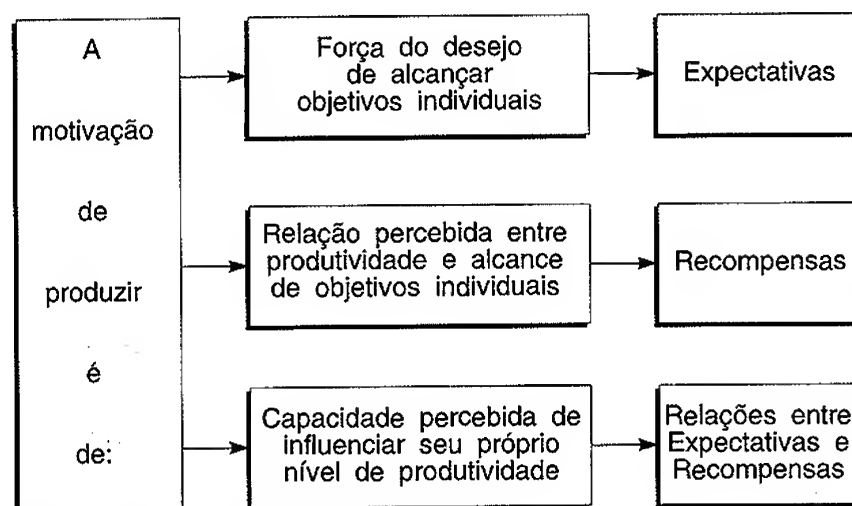 A
motivação
de
produzir
é
de:
Força do desejo
de alcançar
objetivos individuais
Expectativas
Relação percebida entre
produtividade e alcance
de objetivos individuais
Recompensas
Capacidade percebida de
influenciar seu próprio
nível de produtividade
Relações entre
Expectativas e
Recompensas